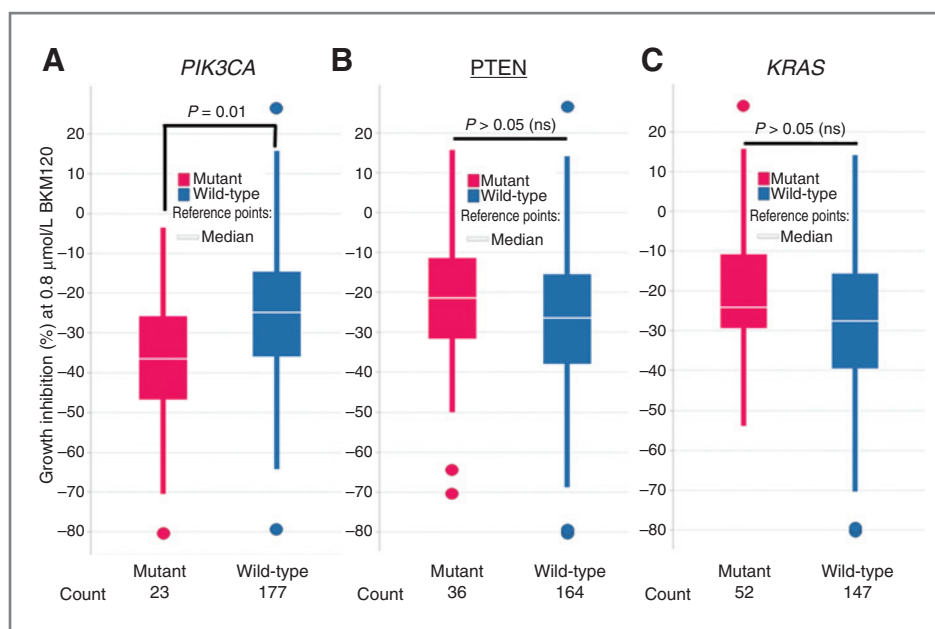 A
PIK3CA
B
PTEN
C
KRAS
Growth inhibition (%) at 0.8 μmol/L BKM120
20
10
0
−10
−20
−30
−40
−50
−60
−70
−80
P = 0.01
Mutant
Wild-type
Reference points:
Median
Mutant Wild-type
Count 23 177
20
10
0
−10
−20
−30
−40
−50
−60
−70
−80
P > 0.05 (ns)
Mutant
Wild-type
Reference points:
Median
Mutant Wild-type
Count 36 164
20
10
0
−10
−20
−30
−40
−50
−60
−70
−80
P > 0.05 (ns)
Mutant
Wild-type
Reference points:
Median
Mutant Wild-type
Count 52 147